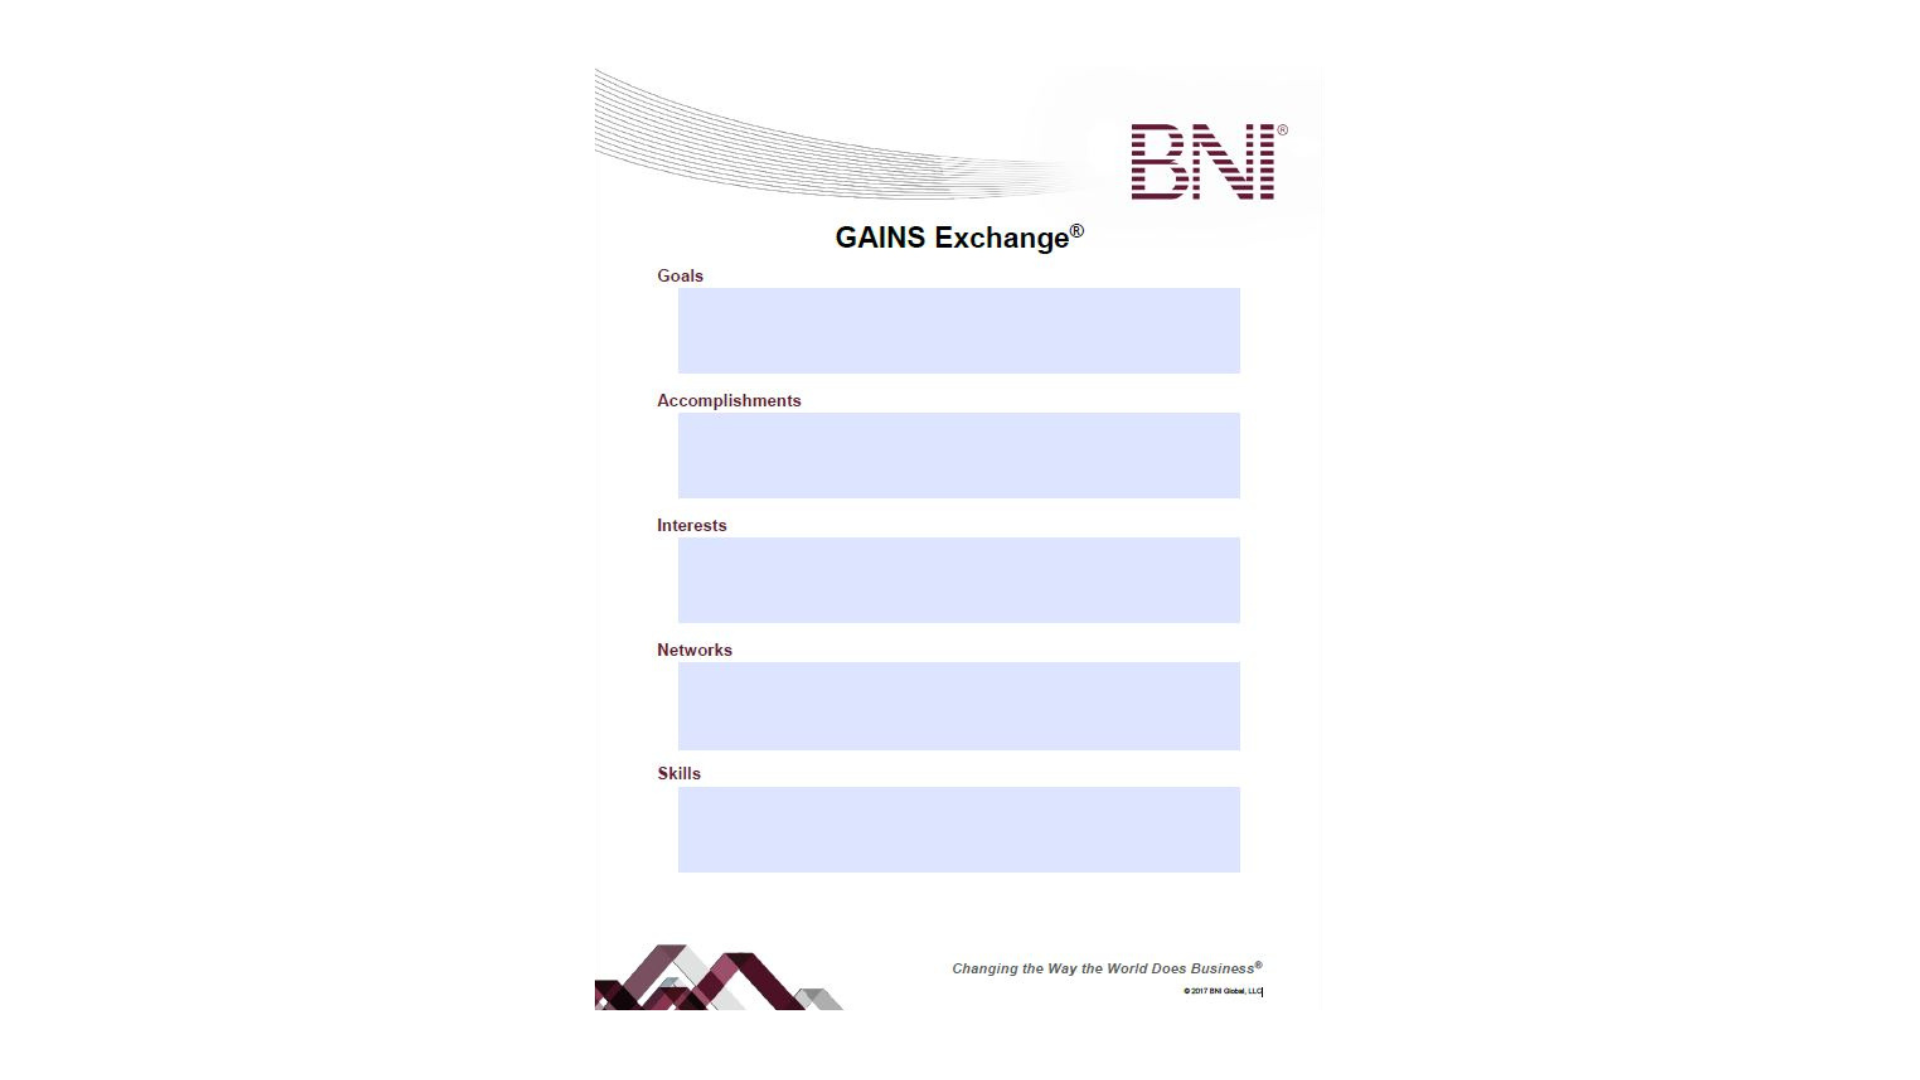 BNI®
GAINS Exchange®
Goals
Accomplishments
Interests
Networks
Skills
Changing the Way the World Does Business®
© 2017 BNI Global, LLC